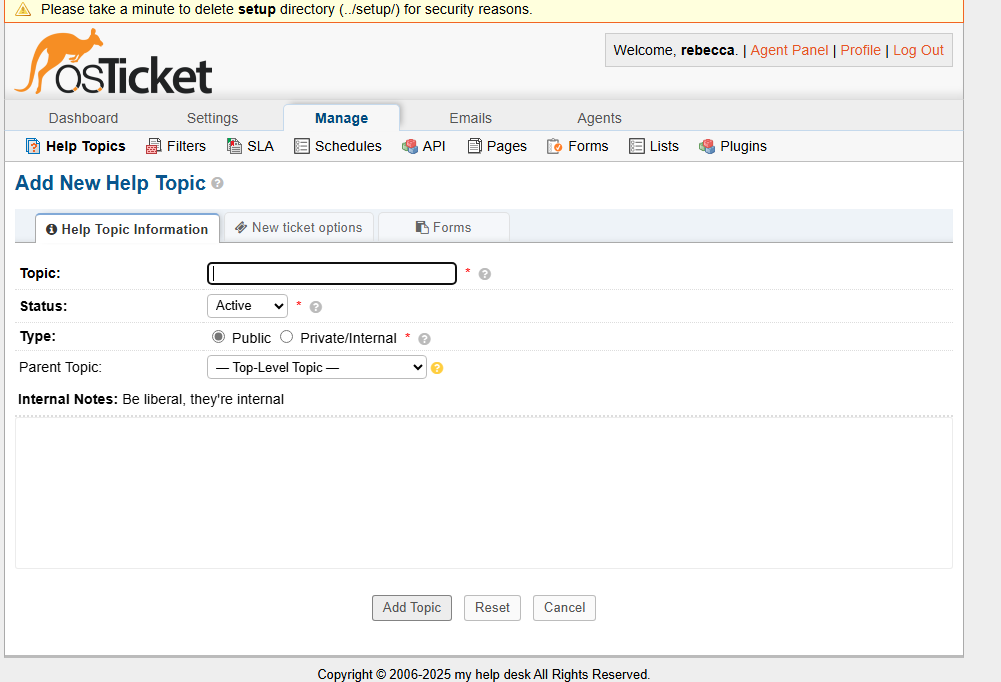 Please take a minute to delete setup directory (../setup/) for security reasons.
osTicket
Welcome, rebecca. | Agent Panel | Profile | Log Out
Dashboard Settings Manage Emails Agents
Help Topics Filters SLA Schedules API Pages Forms Lists Plugins
Add New Help Topic ?
Help Topic Information New ticket options Forms
Topic: * ?
Status: Active * ?
Type: Public Private/Internal * ?
Parent Topic: — Top-Level Topic — ?
Internal Notes: Be liberal, they're internal
Add Topic Reset Cancel
Copyright © 2006-2025 my help desk All Rights Reserved.